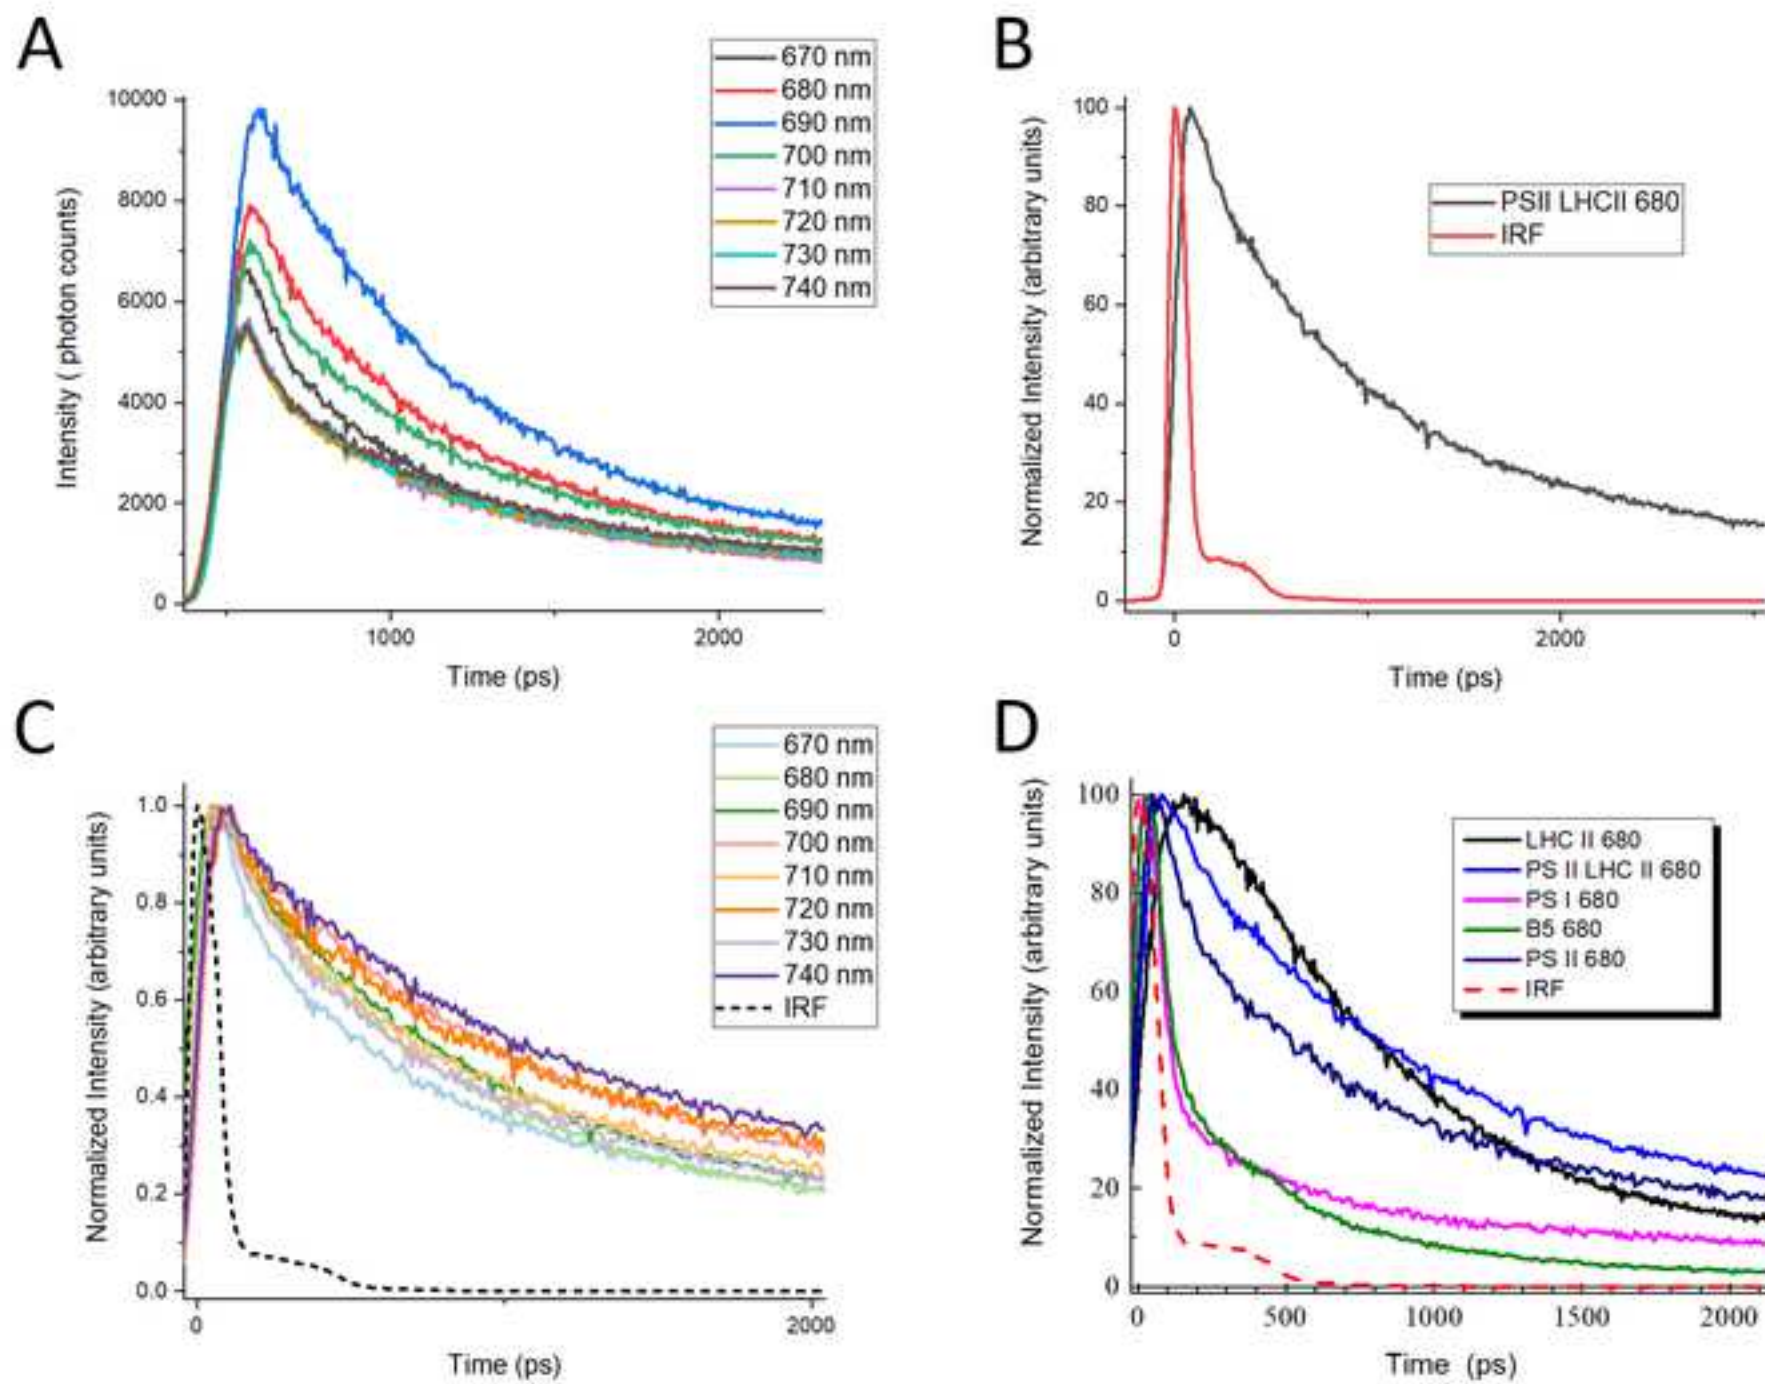 A
Intensity ( photon counts)
10000
8000
6000
4000
2000
0
1000
2000
Time (ps)
670 nm
680 nm
690 nm
700 nm
710 nm
720 nm
730 nm
740 nm
B
Normalized Intensity (arbitrary units)
100
80
60
40
20
0
0
2000
Time (ps)
PSII LHCII 680
IRF
C
Normalized Intensity (arbitrary units)
1.0
0.8
0.6
0.4
0.2
0.0
0
2000
Time (ps)
670 nm
680 nm
690 nm
700 nm
710 nm
720 nm
730 nm
740 nm
IRF
D
Normalized Intensity (arbitrary units)
100
80
60
40
20
0
0
500
1000
1500
2000
Time (ps)
LHC II 680
PS II LHC II 680
PS I 680
B5 680
PS II 680
IRF